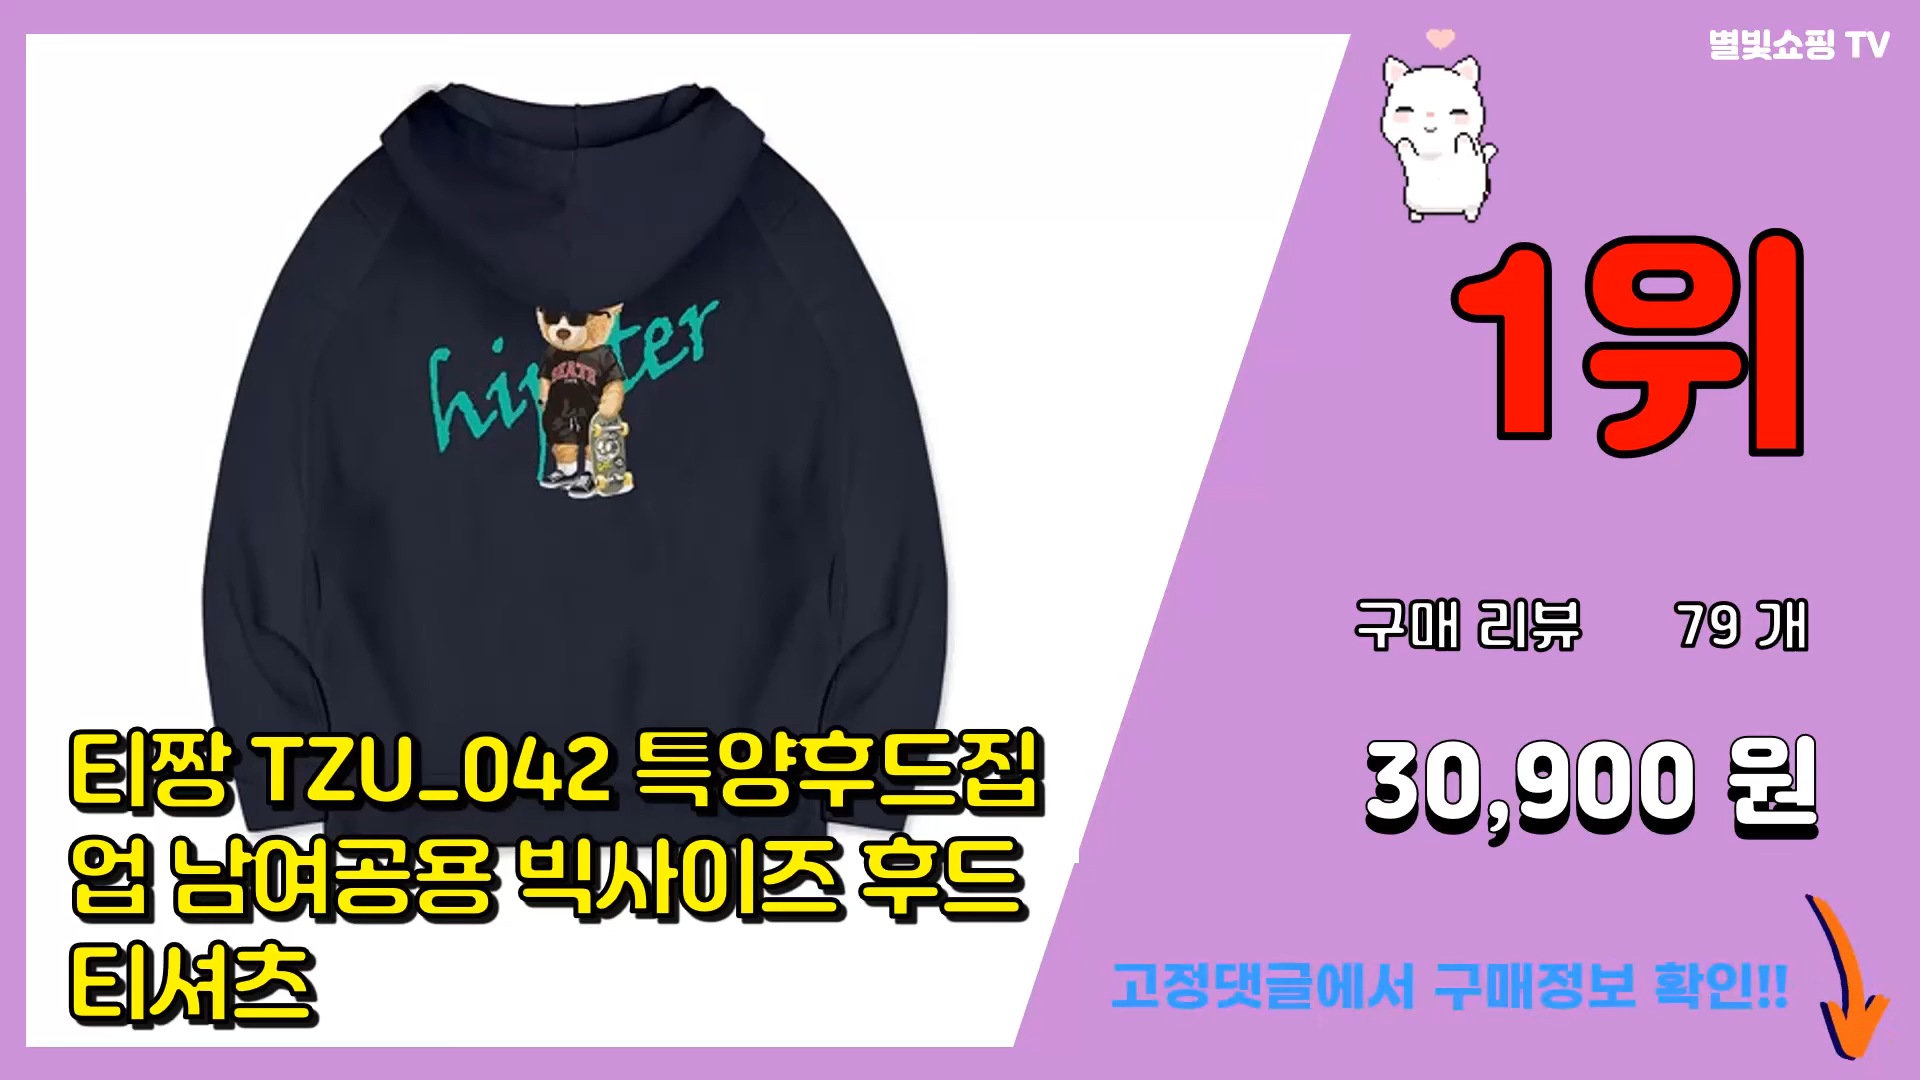 별빛쇼핑 TV
1위
hipster
SKATE
구매 리뷰 79 개
30,900 원
티짱 TZU_042 특양후드집
업 남여공용 빅사이즈 후드
티셔츠
고정댓글에서 구매정보 확인!!